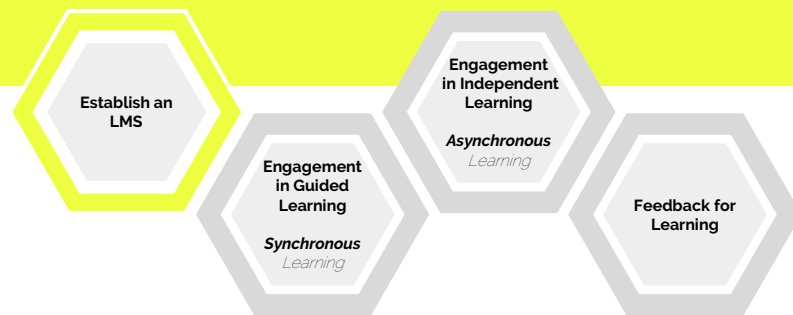 Establish an
LMS
Engagement
in Guided
Learning
Synchronous
Learning
Engagement
in Independent
Learning
Asynchronous
Learning
Feedback for
Learning